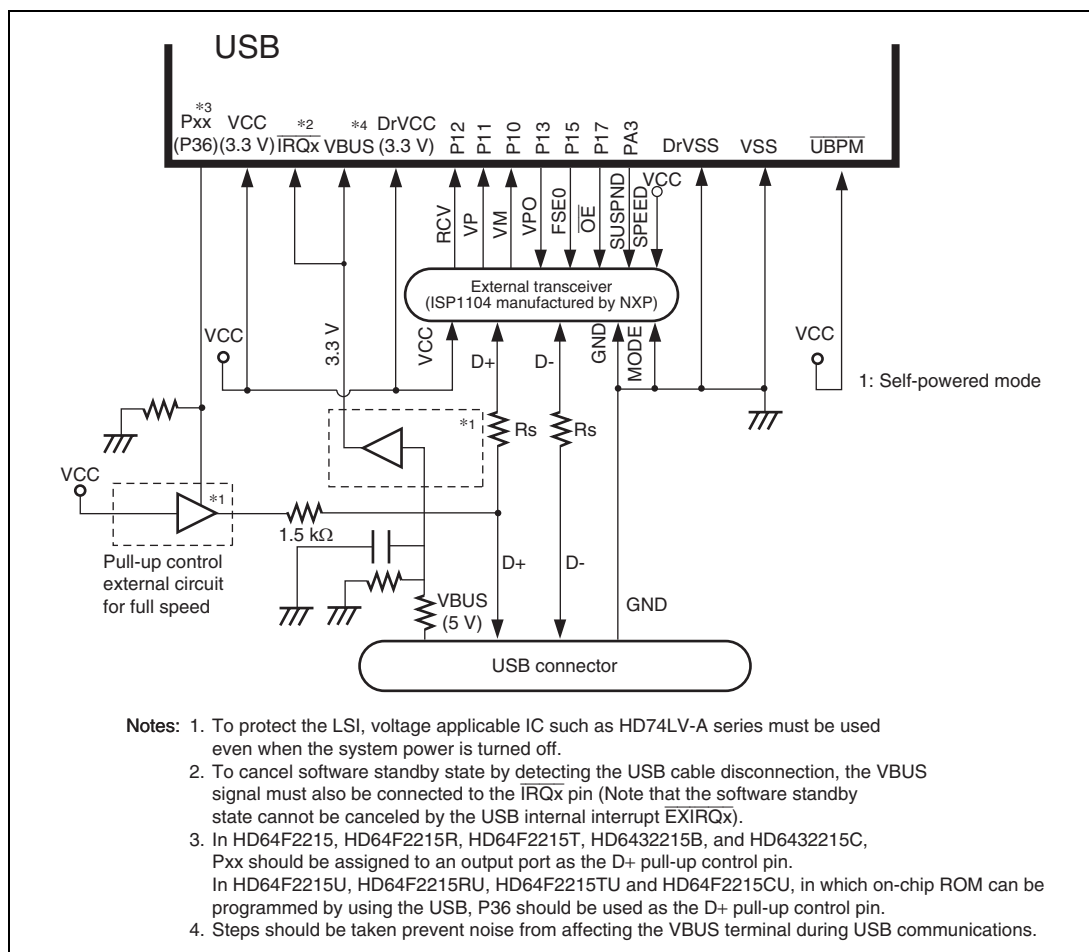 USB
*3
Pxx
(P36)
VCC
(3.3 V)
*2
IRQx
*4
VBUS
DrVCC
(3.3 V)
P12
P11
P10
P13
P15
P17
PA3
DrVSS
VSS
UBPM
RCV
VP
VM
VPO
FSE0
OE
SUSPND
SPEED
VCC
External transceiver
(ISP1104 manufactured by NXP)
VCC
3.3 V
VCC
D+
D-
GND
MODE
VCC
1: Self-powered mode
*1
Rs
Rs
VCC
*1
1.5 kΩ
Pull-up control
external circuit
for full speed
D+
D-
VBUS
(5 V)
GND
USB connector
Notes: 1. To protect the LSI, voltage applicable IC such as HD74LV-A series must be used
even when the system power is turned off.
2. To cancel software standby state by detecting the USB cable disconnection, the VBUS
signal must also be connected to the IRQx pin (Note that the software standby
state cannot be canceled by the USB internal interrupt EXIRQx).
3. In HD64F2215, HD64F2215R, HD64F2215T, HD6432215B, and HD6432215C,
Pxx should be assigned to an output port as the D+ pull-up control pin.
In HD64F2215U, HD64F2215RU, HD64F2215TU and HD64F2215CU, in which on-chip ROM can be
programmed by using the USB, P36 should be used as the D+ pull-up control pin.
4. Steps should be taken prevent noise from affecting the VBUS terminal during USB communications.